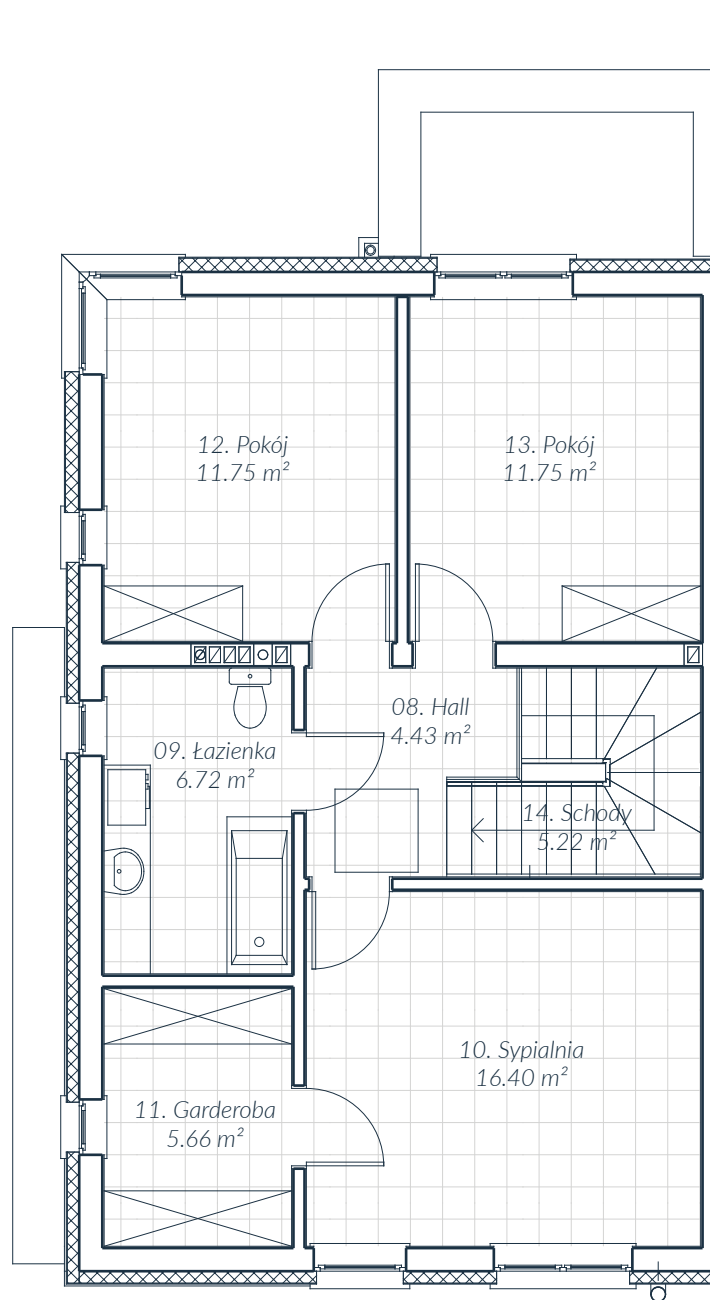 12. Pokój
11.75 m²
13. Pokój
11.75 m²
08. Hall
4.43 m²
09. Łazienka
6.72 m²
14. Schody
5.22 m²
10. Sypialnia
16.40 m²
11. Garderoba
5.66 m²